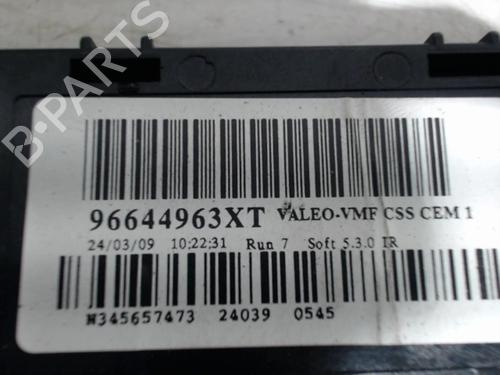 B-PARTS
96644963XT VALEO-VMF CSS CEM 1
24/03/09 10:22:31 Run 7 Soft 5.3.0 IR
N345657473 24039 0545